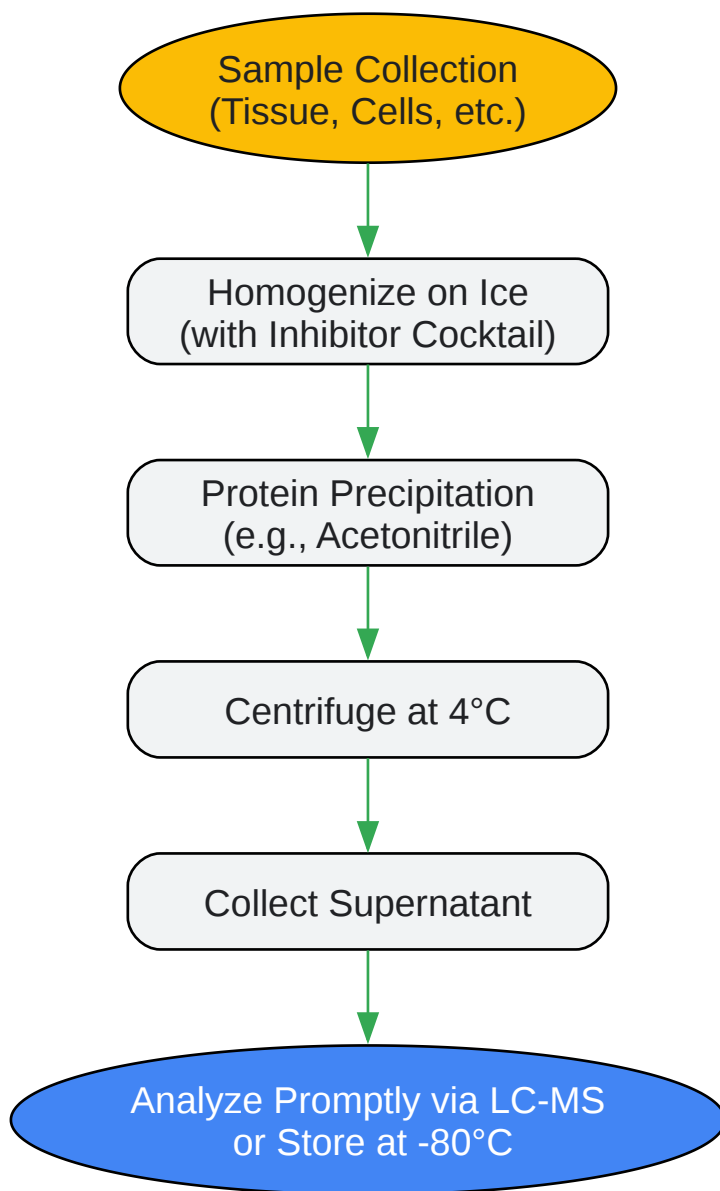 Sample Collection
(Tissue, Cells, etc.)
Homogenize on Ice
(with Inhibitor Cocktail)
Protein Precipitation
(e.g., Acetonitrile)
Centrifuge at 4°C
Collect Supernatant
Analyze Promptly via LC-MS
or Store at -80°C